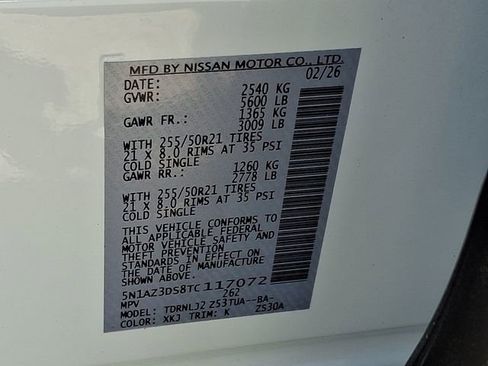 MFD BY NISSAN MOTOR CO., LTD.
DATE: 02/26
GVWR: 2540 KG
5600 LB
GAWR FR.: 1365 KG
3009 LB
WITH 255/50R21 TIRES
21 X 8.0 RIMS AT 35 PSI
COLD SINGLE
GAWR RR.: 1260 KG
2778 LB
WITH 255/50R21 TIRES
21 X 8.0 RIMS AT 35 PSI
COLD SINGLE
THIS VEHICLE CONFORMS TO
ALL APPLICABLE FEDERAL
MOTOR VEHICLE SAFETY AND
THEFT PREVENTION
STANDARDS IN EFFECT ON
THE DATE OF MANUFACTURE
SHOWN ABOVE.
5N1AZ3DS8TC117072
MPV 262
MODEL: TDRNLJZ ZS3TUA--BA-
COLOR: XKJ TRIM: K ZS30A